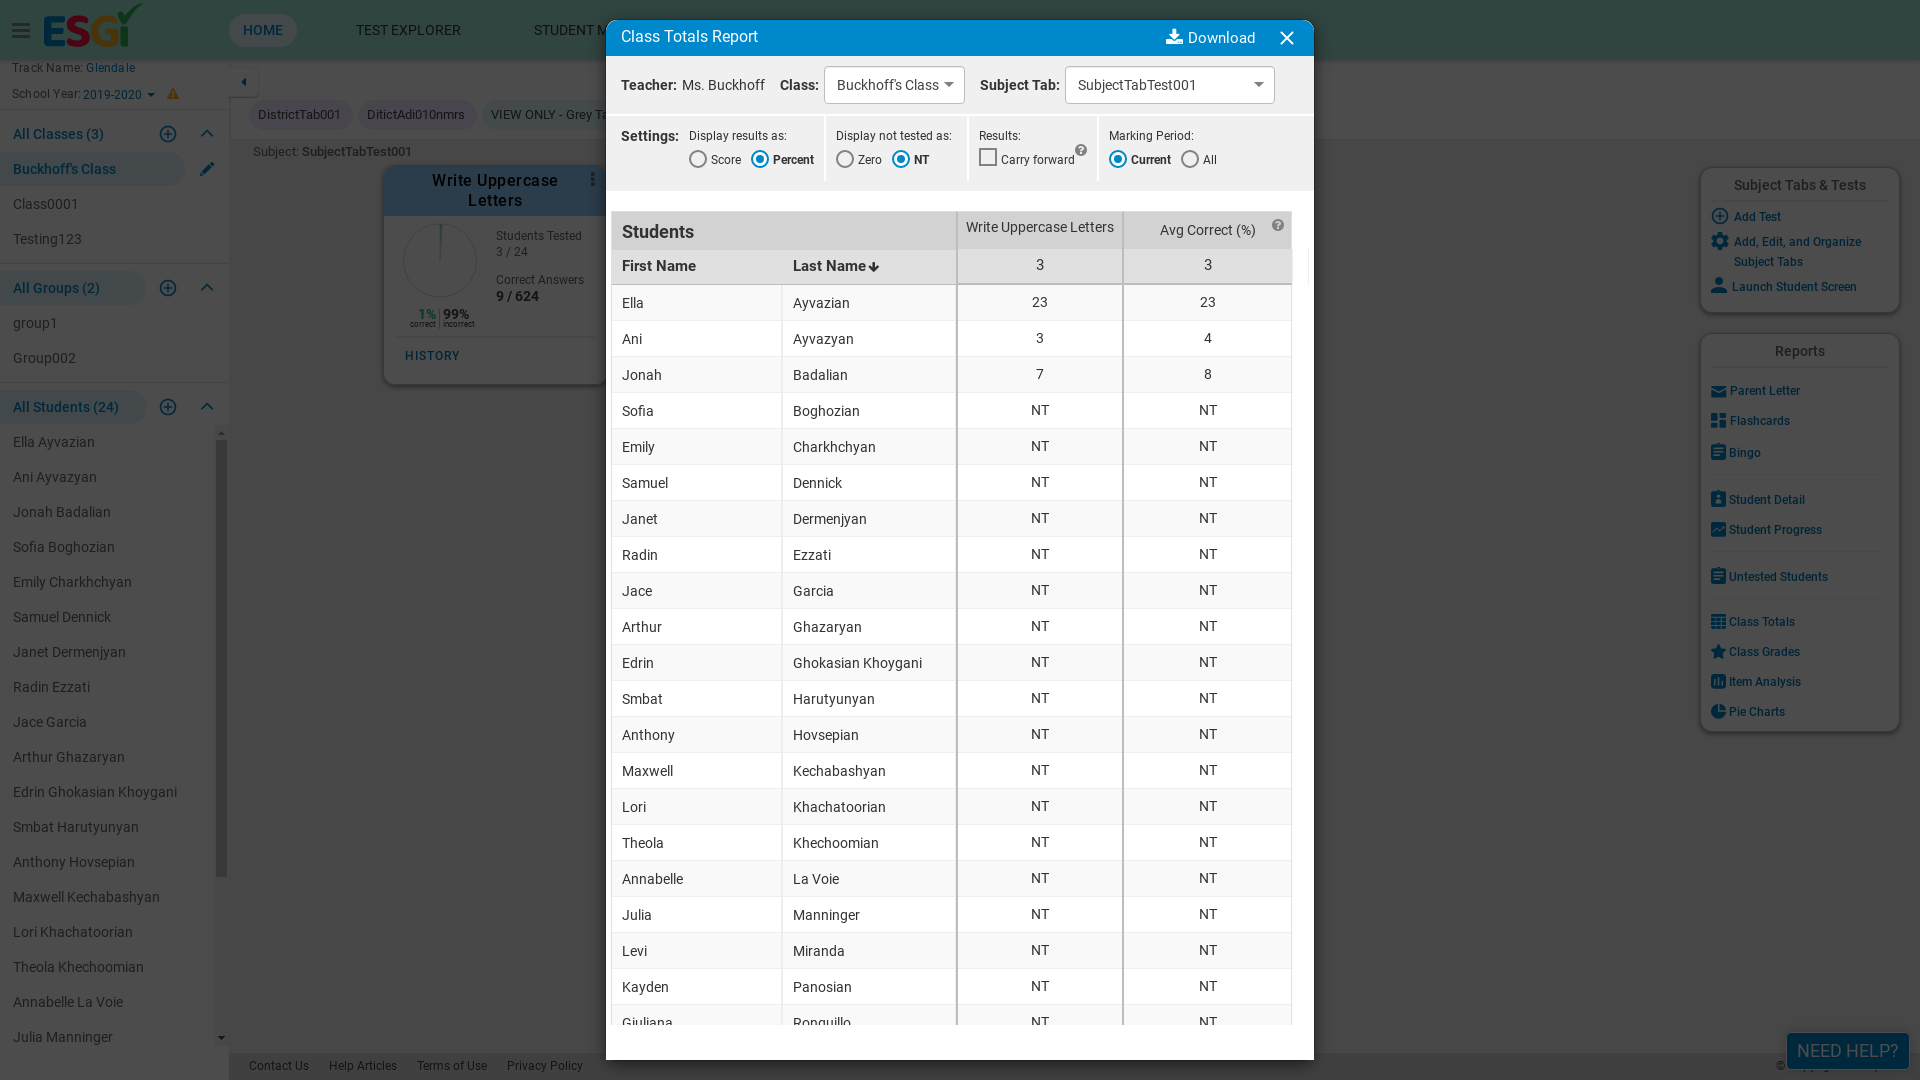 ESGi
HOME
TEST EXPLORER
STUDENT M
Track Name: Glendale
School Year: 2019-2020
All Classes (3)
Buckhoff's Class
Class0001
Testing123
All Groups (2)
group1
Group002
All Students (24)
Ella Ayvazian
Ani Ayvazyan
Jonah Badalian
Sofia Boghozian
Emily Charkhchyan
Samuel Dennick
Janet Dermenjyan
Radin Ezzati
Jace Garcia
Arthur Ghazaryan
Edrin Ghokasian Khoygani
Smbat Harutyunyan
Anthony Hovsepian
Maxwell Kechabashyan
Lori Khachatoorian
Theola Khechoomian
Annabelle La Voie
Julia Manninger
DistrictTab001
DitictAdi010nmrs
VIEW ONLY - Grey Ta
Subject: SubjectTabTest001
Write Uppercase
Letters
Students Tested
3 / 24
Correct Answers
9 / 624
1% correct
99% incorrect
HISTORY
Class Totals Report
Download
Teacher: Ms. Buckhoff
Class: Buckhoff's Class
Subject Tab: SubjectTabTest001
Settings:
Display results as:
Score Percent
Display not tested as:
Zero NT
Results:
Carry forward
Marking Period:
Current All
Students Write Uppercase Letters Avg Correct (%)
First Name Last Name 3 3
Ella Ayvazian 23 23
Ani Ayvazyan 3 4
Jonah Badalian 7 8
Sofia Boghozian NT NT
Emily Charkhchyan NT NT
Samuel Dennick NT NT
Janet Dermenjyan NT NT
Radin Ezzati NT NT
Jace Garcia NT NT
Arthur Ghazaryan NT NT
Edrin Ghokasian Khoygani NT NT
Smbat Harutyunyan NT NT
Anthony Hovsepian NT NT
Maxwell Kechabashyan NT NT
Lori Khachatoorian NT NT
Theola Khechoomian NT NT
Annabelle La Voie NT NT
Julia Manninger NT NT
Levi Miranda NT NT
Kayden Panosian NT NT
Giuliana Ronquillo NT NT
Subject Tabs & Tests
Add Test
Add, Edit, and Organize
Subject Tabs
Launch Student Screen
Reports
Parent Letter
Flashcards
Bingo
Student Detail
Student Progress
Untested Students
Class Totals
Class Grades
Item Analysis
Pie Charts
Contact Us
Help Articles
Terms of Use
Privacy Policy
©
NEED HELP?